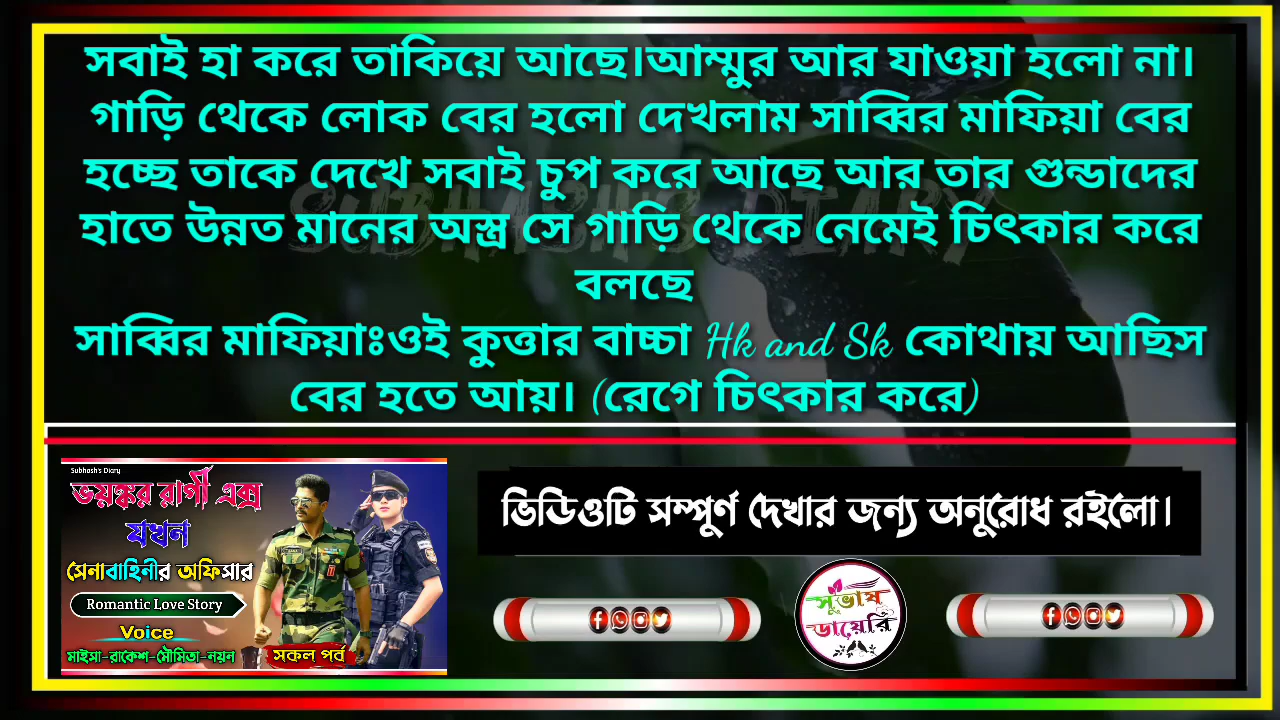 সবাই হা করে তাকিয়ে আছে।আম্মুর আর যাওয়া হলো না।
গাড়ি থেকে লোক বের হলো দেখলাম সাব্বির মাফিয়া বের
হচ্ছে তাকে দেখে সবাই চুপ করে আছে আর তার গুন্ডাদের
হাতে উন্নত মানের অস্ত্র সে গাড়ি থেকে নেমেই চিৎকার করে
বলছে
সাব্বির মাফিয়াঃওই কুত্তার বাচ্চা Hk and Sk কোথায় আছিস
বের হতে আয়। (রেগে চিৎকার করে)
SUBHASH'S DIARY
Subhash's Diary
ভয়ঙ্কর রাগী এক্স
যখন
সেনাবাহিনীর অফিসার
Romantic Love Story
Voice
মাইসা-রাকেশ-মৌমিতা-নয়ন
সকল পর্ব
ভিডিওটি সম্পুর্ণ দেখার জন্য অনুরোধ রইলো।
সুভাষ
ডায়েরি